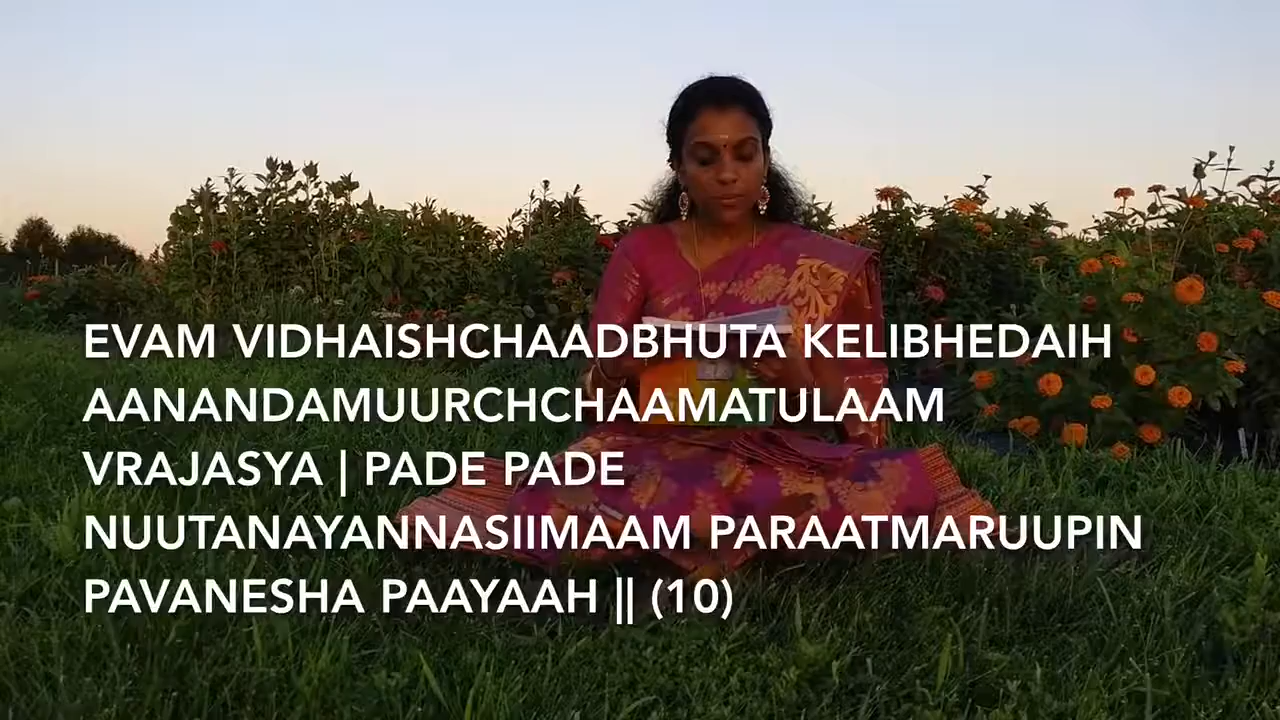 EVAM VIDHAISHCHAADBHUTA KELIBHEDAIH
AANANDAMUURCHCHAAMATULAAM
VRAJASYA | PADE PADE
NUUTANAYANNASIIMAAM PARAATMARUUPIN
PAVANESHA PAAYAAH || (10)